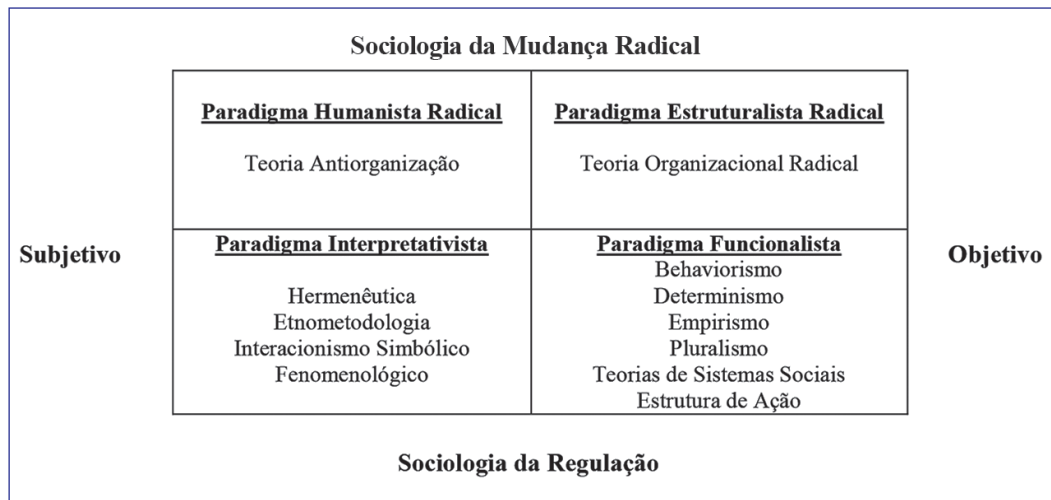 Sociologia da Mudança Radical
Paradigma Humanista Radical
Teoria Antiorganização
Paradigma Estruturalista Radical
Teoria Organizacional Radical
Subjetivo
Paradigma Interpretativista
Hermenêutica
Etnometodologia
Interacionismo Simbólico
Fenomenológico
Paradigma Funcionalista
Behaviorismo
Determinismo
Empirismo
Pluralismo
Teorias de Sistemas Sociais
Estrutura de Ação
Objetivo
Sociologia da Regulação